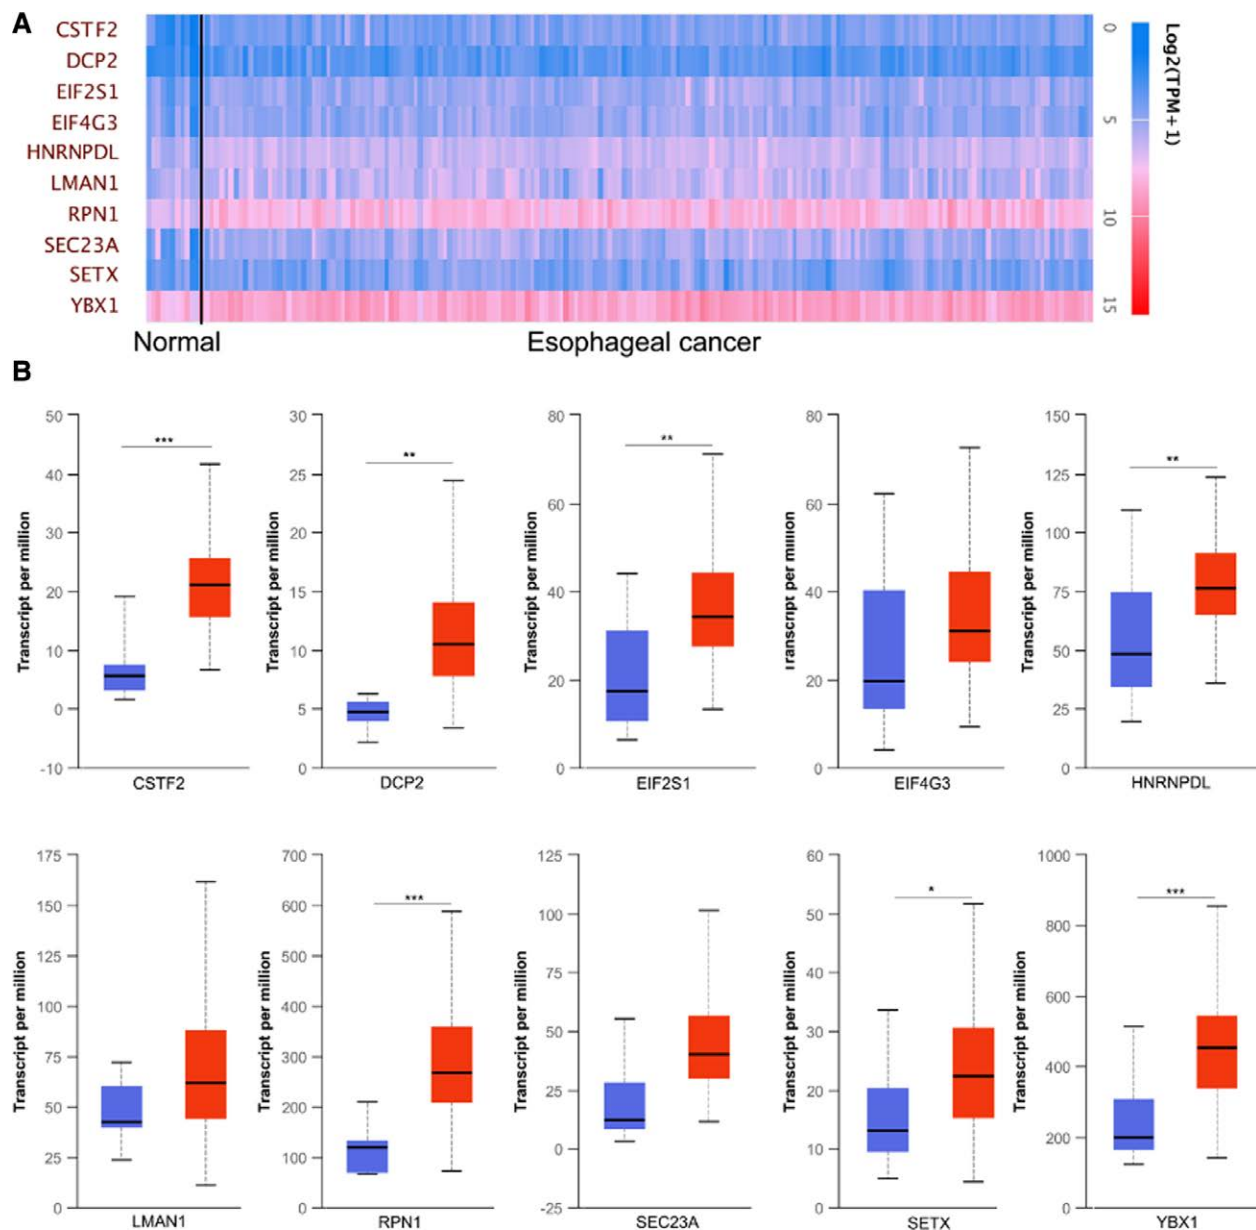 A
CSTF2
DCP2
EIF2S1
EIF4G3
HNRNPDL
LMAN1
RPN1
SEC23A
SETX
YBX1
Normal
Esophageal cancer
0
5
10
15
Log2(TPM+1)
B
50
40
30
20
10
0
-10
Transcript per million
***
CSTF2
30
25
20
15
10
5
0
Transcript per million
**
DCP2
80
60
40
20
0
Transcript per million
**
EIF2S1
80
60
40
20
0
Transcript per million
EIF4G3
150
125
100
75
50
25
0
Transcript per million
**
HNRNPDL
175
150
125
100
75
50
25
0
Transcript per million
LMAN1
700
600
500
400
300
200
100
0
Transcript per million
***
RPN1
125
100
75
50
25
0
-25
Transcript per million
SEC23A
60
50
40
30
20
10
0
Transcript per million
*
SETX
1000
800
600
400
200
0
Transcript per million
***
YBX1